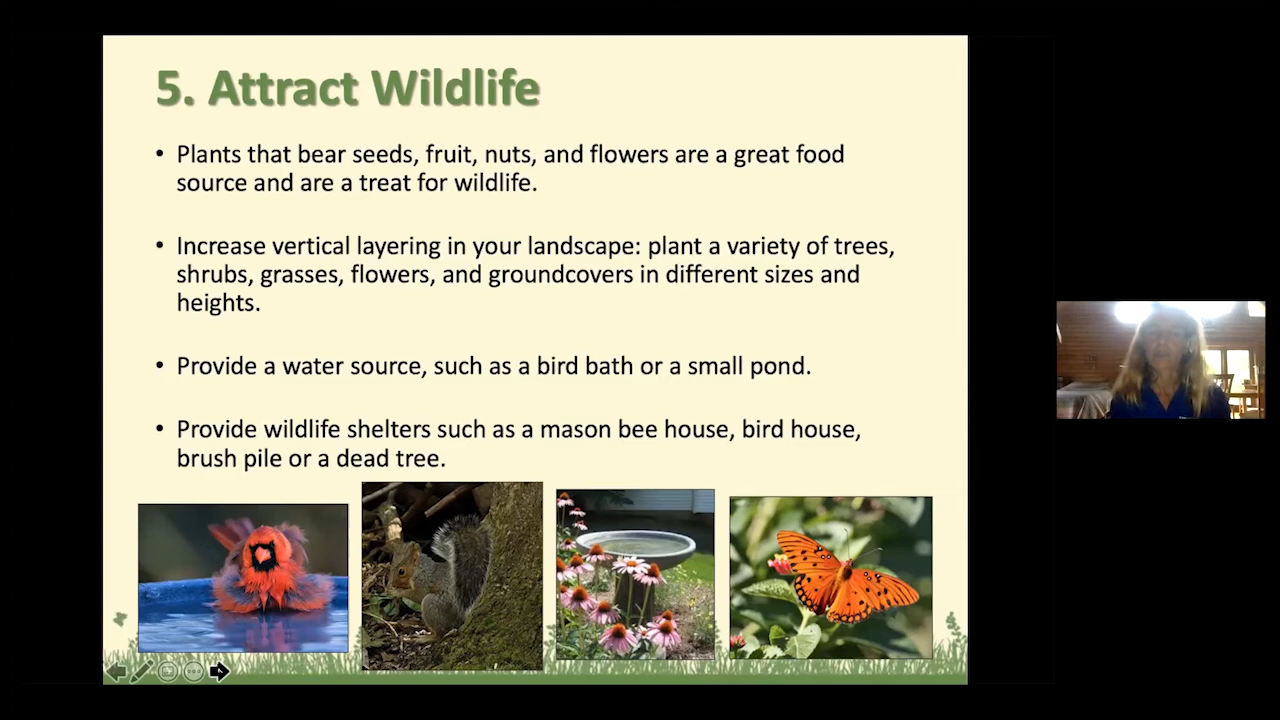 5. Attract Wildlife
• Plants that bear seeds, fruit, nuts, and flowers are a great food
source and are a treat for wildlife.
• Increase vertical layering in your landscape: plant a variety of trees,
shrubs, grasses, flowers, and groundcovers in different sizes and
heights.
• Provide a water source, such as a bird bath or a small pond.
• Provide wildlife shelters such as a mason bee house, bird house,
brush pile or a dead tree.